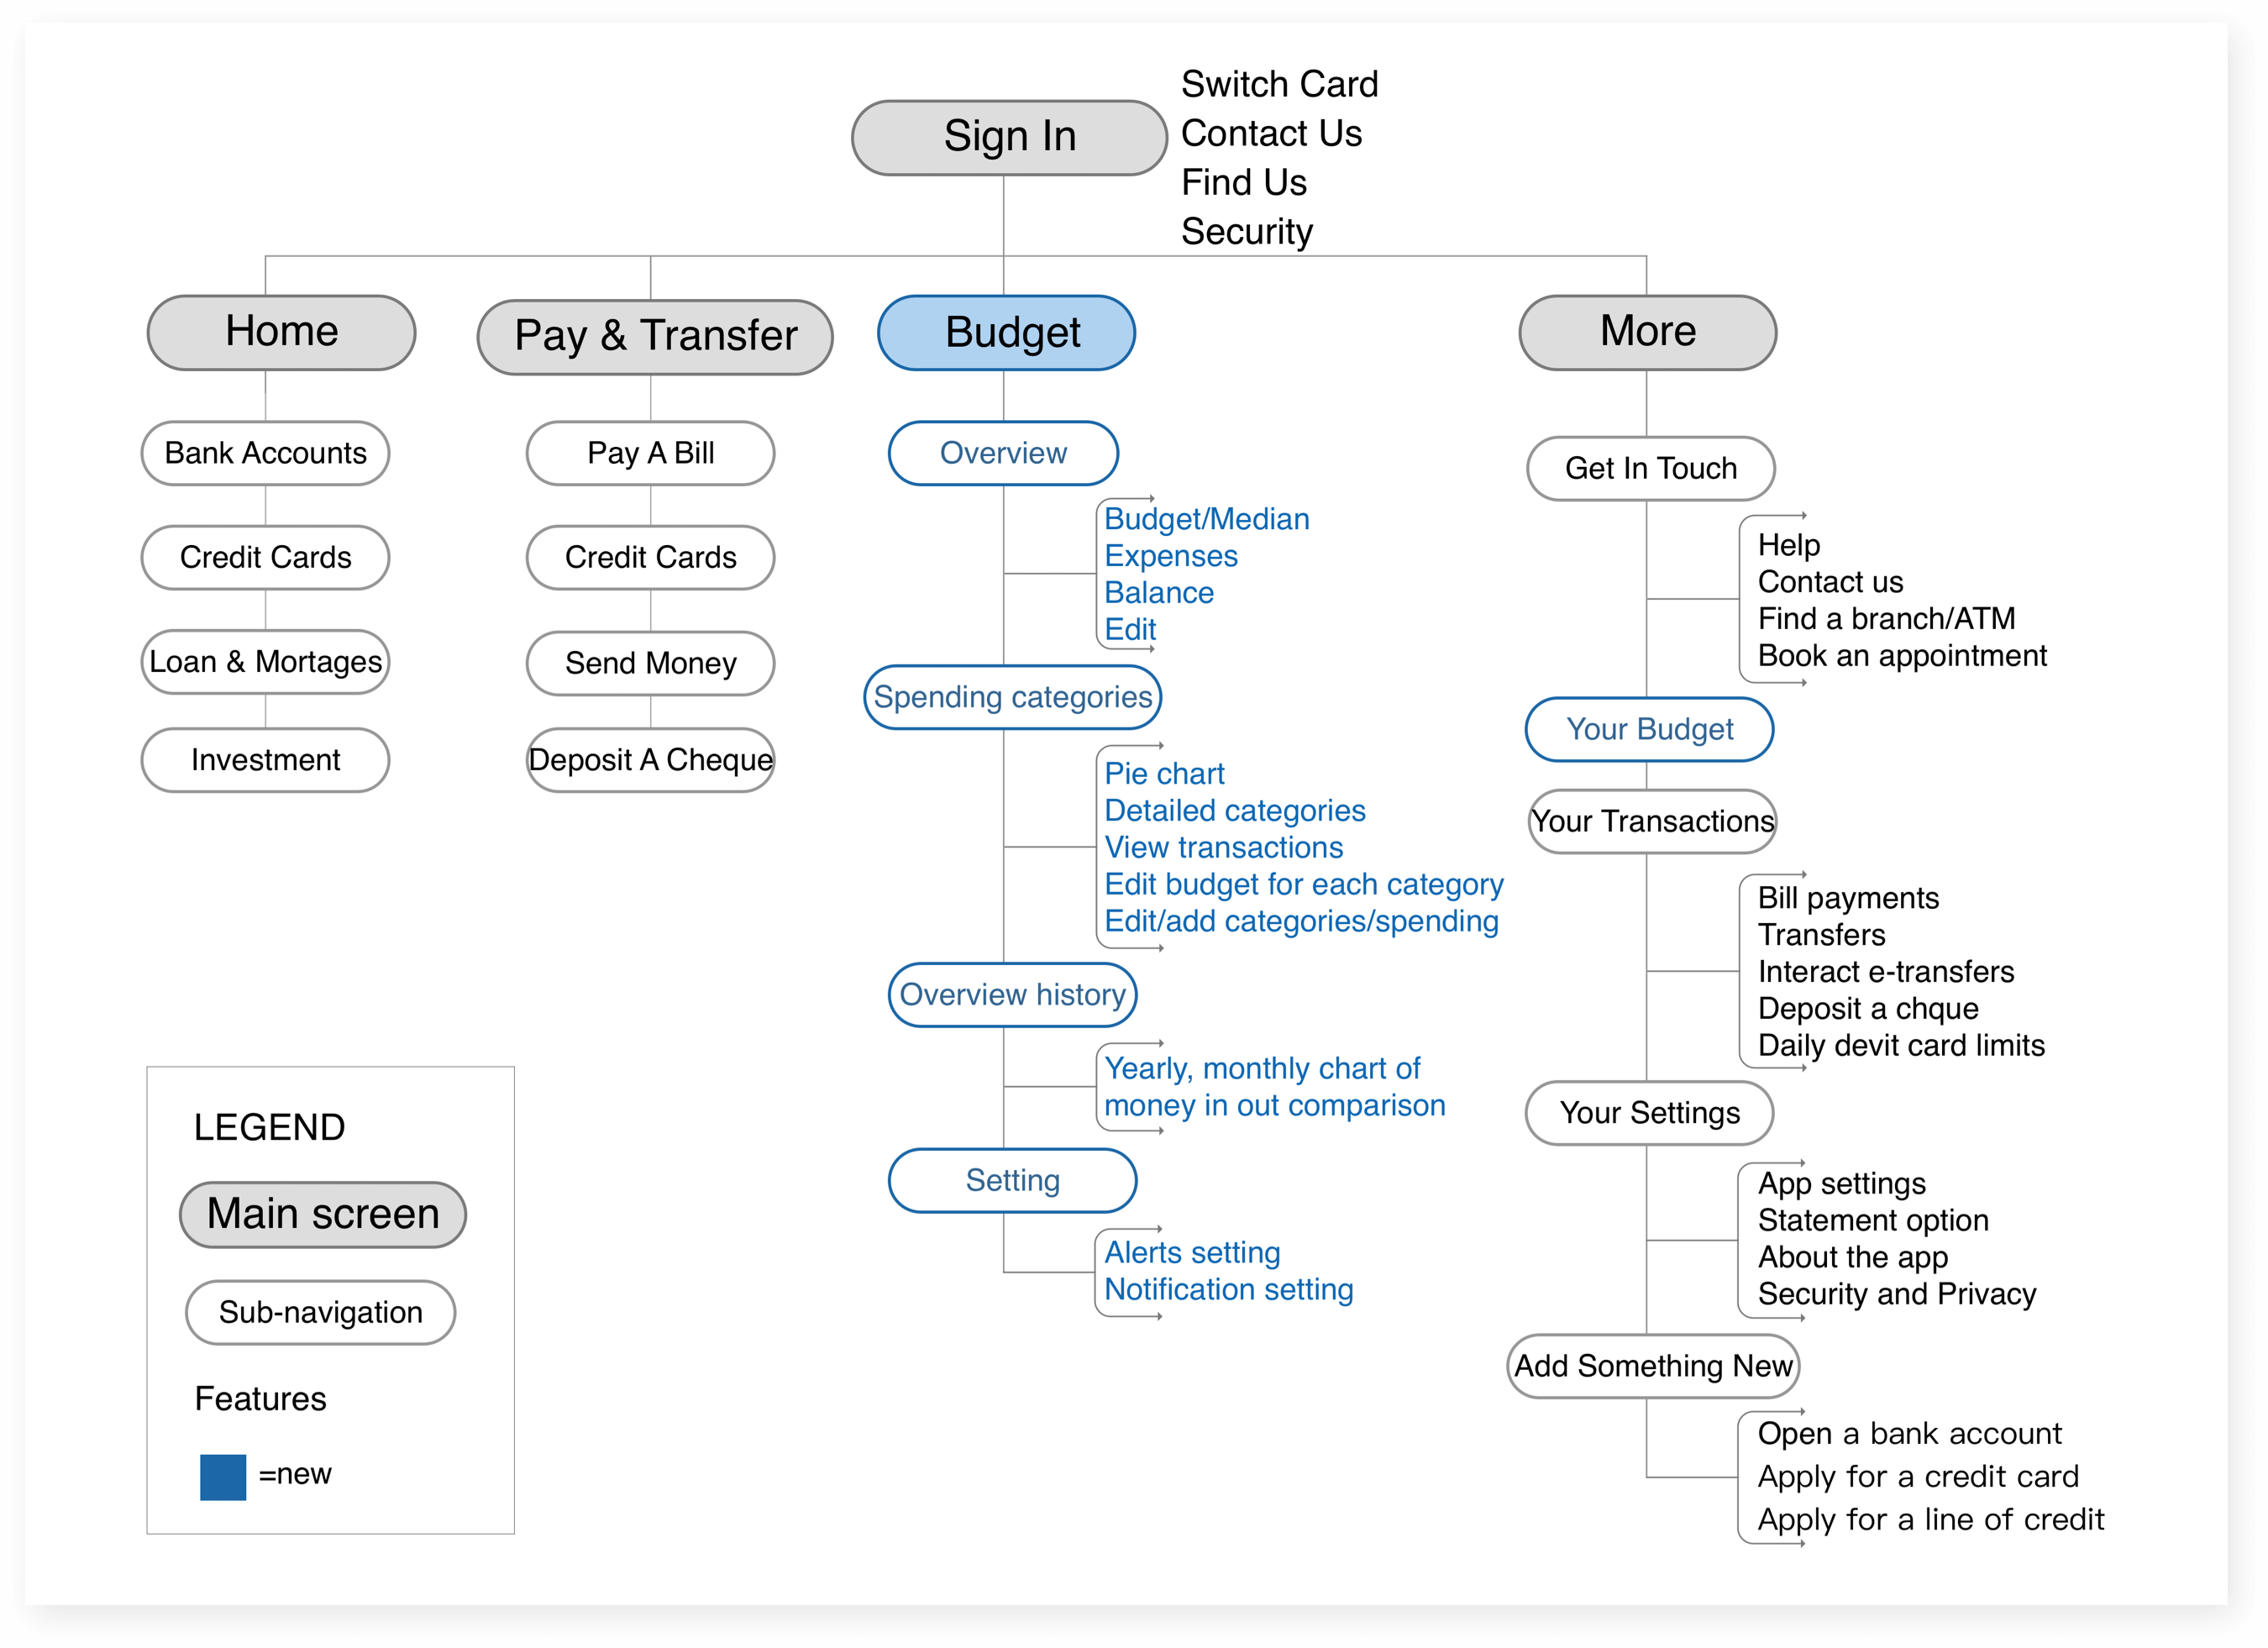 Sign In
Switch Card
Contact Us
Find Us
Security
Home
Bank Accounts
Credit Cards
Loan & Mortages
Investment
Pay & Transfer
Pay A Bill
Credit Cards
Send Money
Deposit A Cheque
Budget
Overview
Budget/Median
Expenses
Balance
Edit
Spending categories
Pie chart
Detailed categories
View transactions
Edit budget for each category
Edit/add categories/spending
Overview history
Yearly, monthly chart of
money in out comparison
Setting
Alerts setting
Notification setting
More
Get In Touch
Help
Contact us
Find a branch/ATM
Book an appointment
Your Budget
Your Transactions
Bill payments
Transfers
Interact e-transfers
Deposit a chque
Daily devit card limits
Your Settings
App settings
Statement option
About the app
Security and Privacy
Add Something New
Open a bank account
Apply for a credit card
Apply for a line of credit
LEGEND
Main screen
Sub-navigation
Features
=new